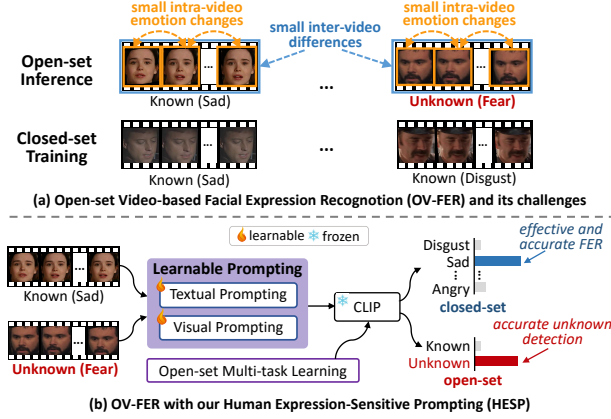 small intra-video
emotion changes
small inter-video
differences
small intra-video
emotion changes
Open-set
Inference
...
...
...
Known (Sad)
Unknown (Fear)
Closed-set
Training
...
...
...
Known (Sad)
Known (Disgust)
(a) Open-set Video-based Facial Expression Recognotion (OV-FER) and its challenges
learnable
frozen
Known (Sad)
Unknown (Fear)
Learnable Prompting
Textual Prompting
Visual Prompting
Open-set Multi-task Learning
CLIP
Disgust
Sad
Angry
closed-set
effective and
accurate FER
Known
Unknown
open-set
accurate unknown
detection
(b) OV-FER with our Human Expression-Sensitive Prompting (HESP)